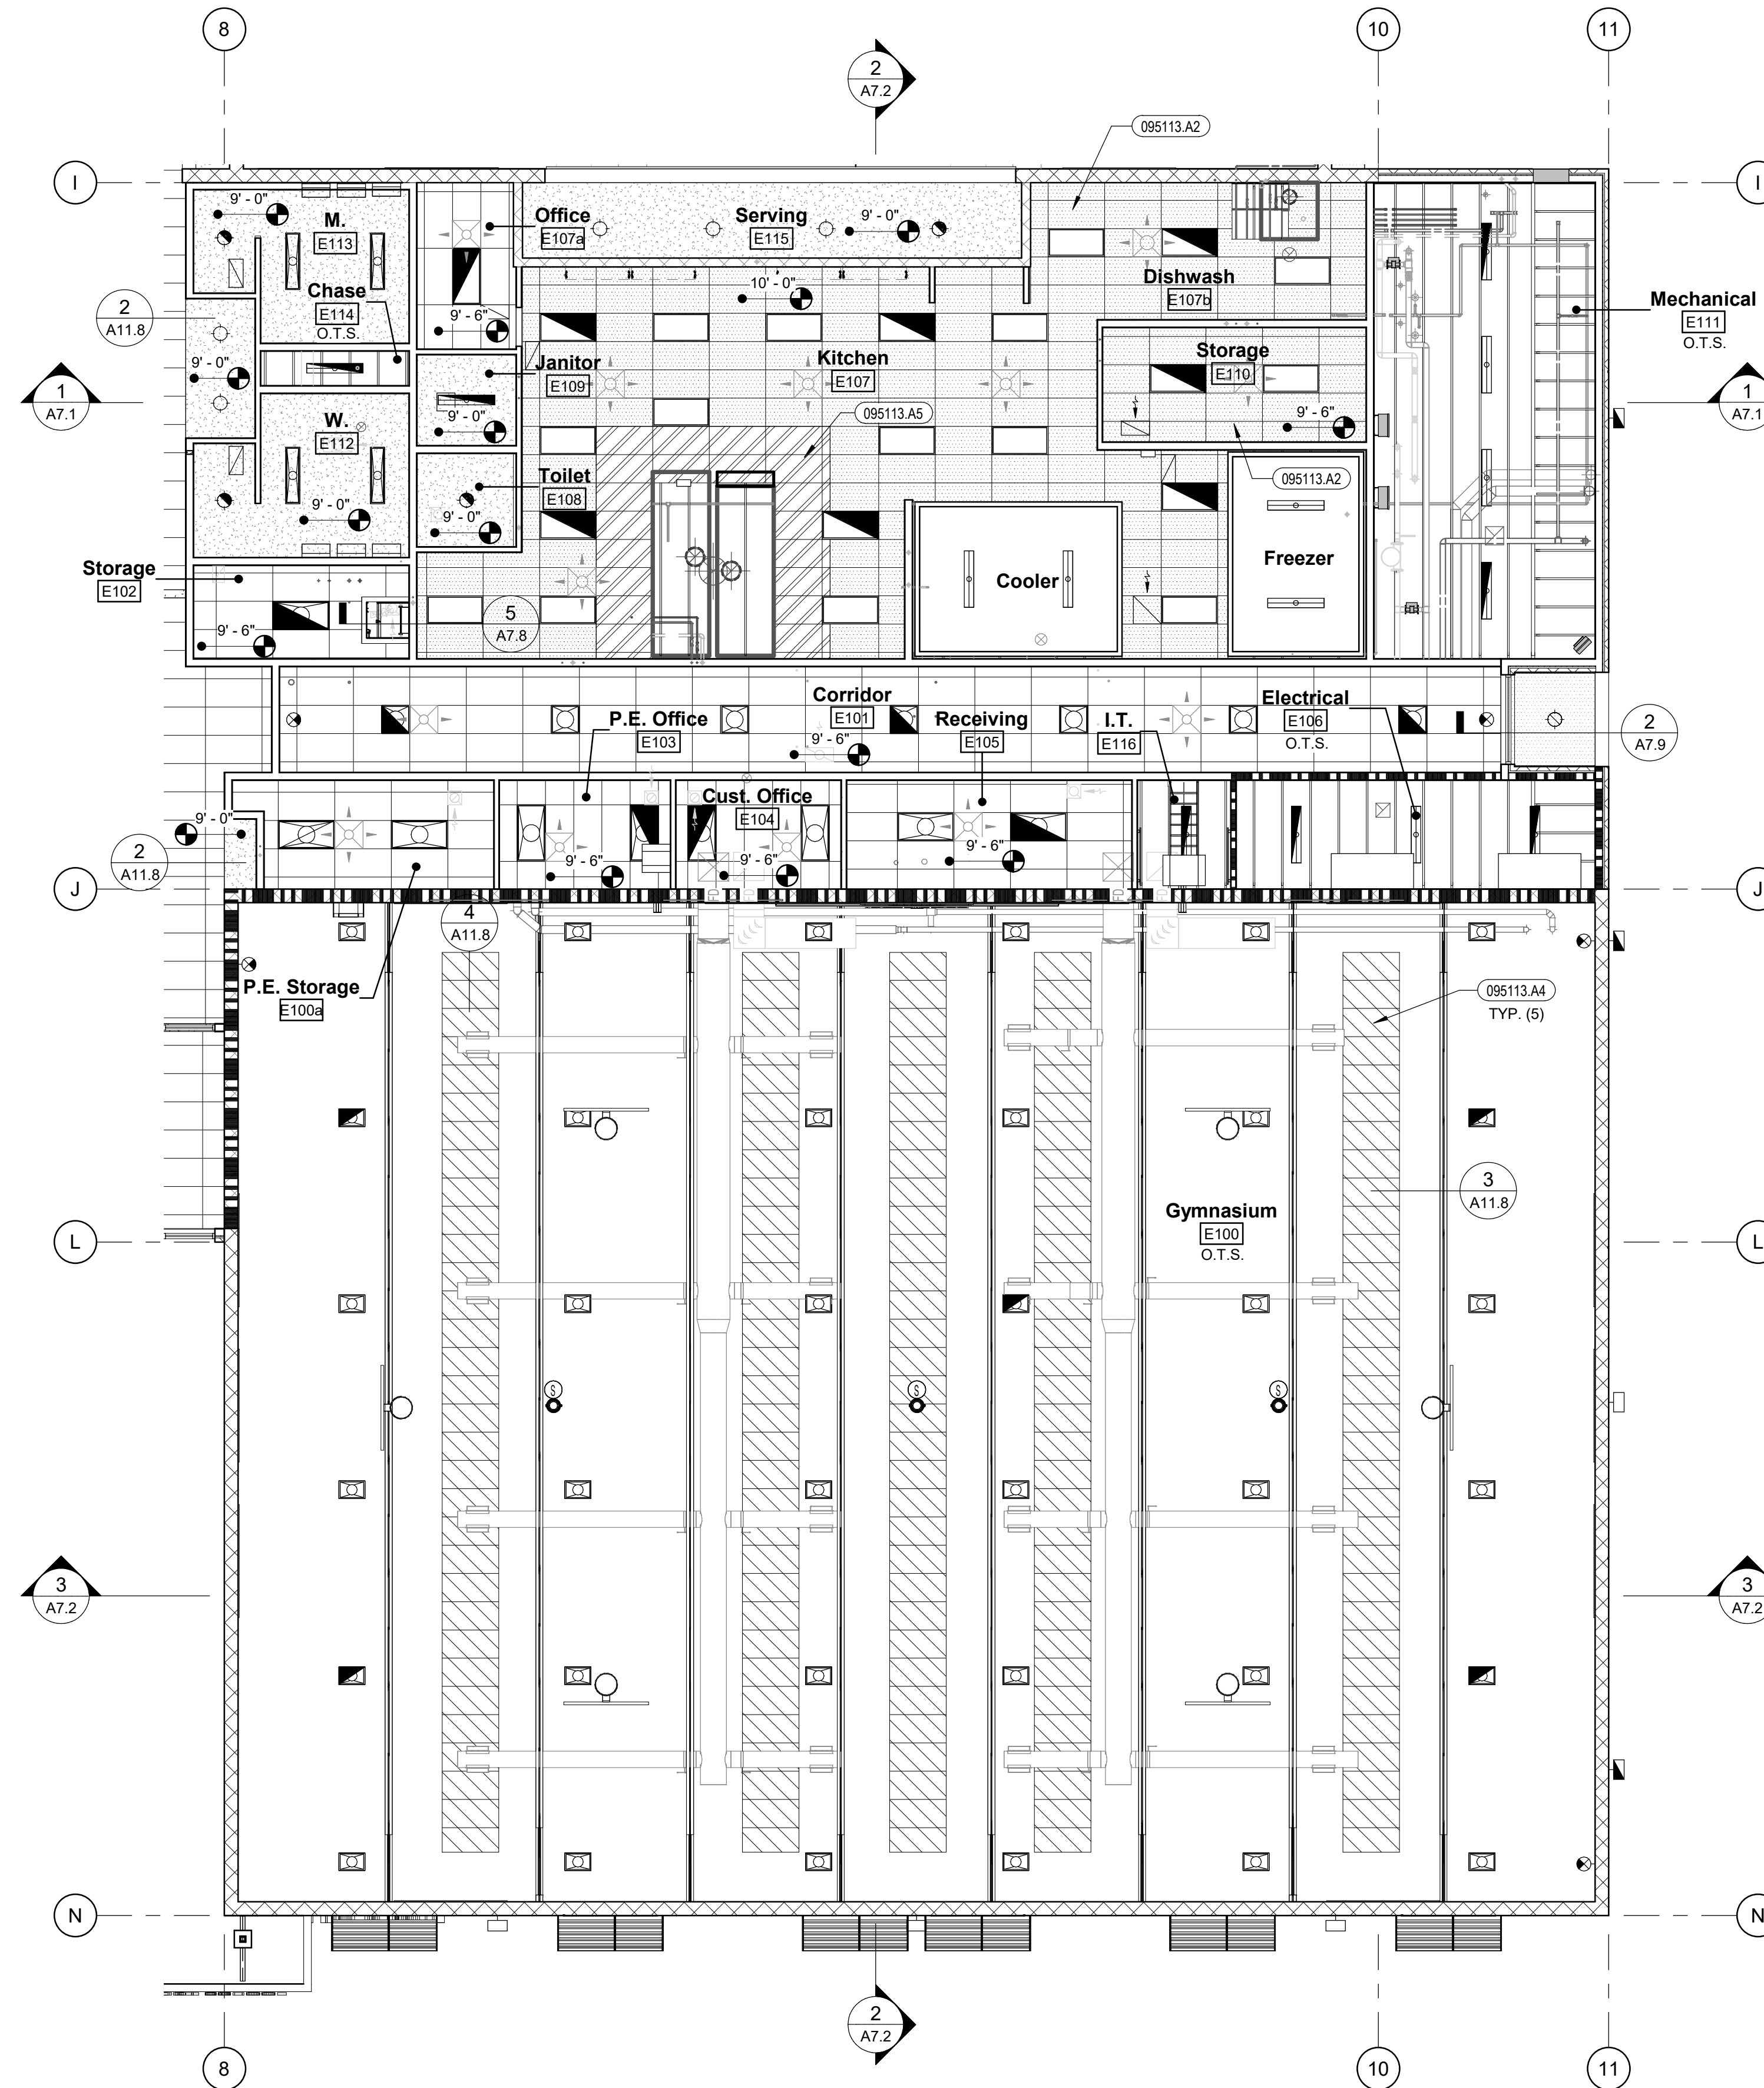 8
10
11
2
A7.2
095113.A2
I
I
9' - 0"
M.
E113
Office
E107a
Serving
E115
9' - 0"
Dishwash
E107b
10' - 0"
Chase
E114
O.T.S.
9' - 6"
2
A11.8
Mechanical
E111
O.T.S.
9' - 0"
Janitor
E109
9' - 0"
Kitchen
E107
Storage
E110
9' - 6"
1
A7.1
1
A7.1
095113.A5
W.
E112
9' - 0"
Toilet
E108
9' - 0"
095113.A2
Freezer
Cooler
Storage
E102
9' - 6"
5
A7.8
Corridor
E101
9' - 6"
P.E. Office
E103
Receiving
E105
I.T.
E116
Electrical
E106
O.T.S.
2
A7.9
9' - 0"
Cust. Office
E104
9' - 6"
9' - 6"
9' - 6"
2
A11.8
J
J
4
A11.8
P.E. Storage
E100a
095113.A4
TYP. (5)
3
A11.8
Gymnasium
E100
O.T.S.
L
L
S
S
S
3
A7.2
3
A7.2
N
N
2
A7.2
8
10
11